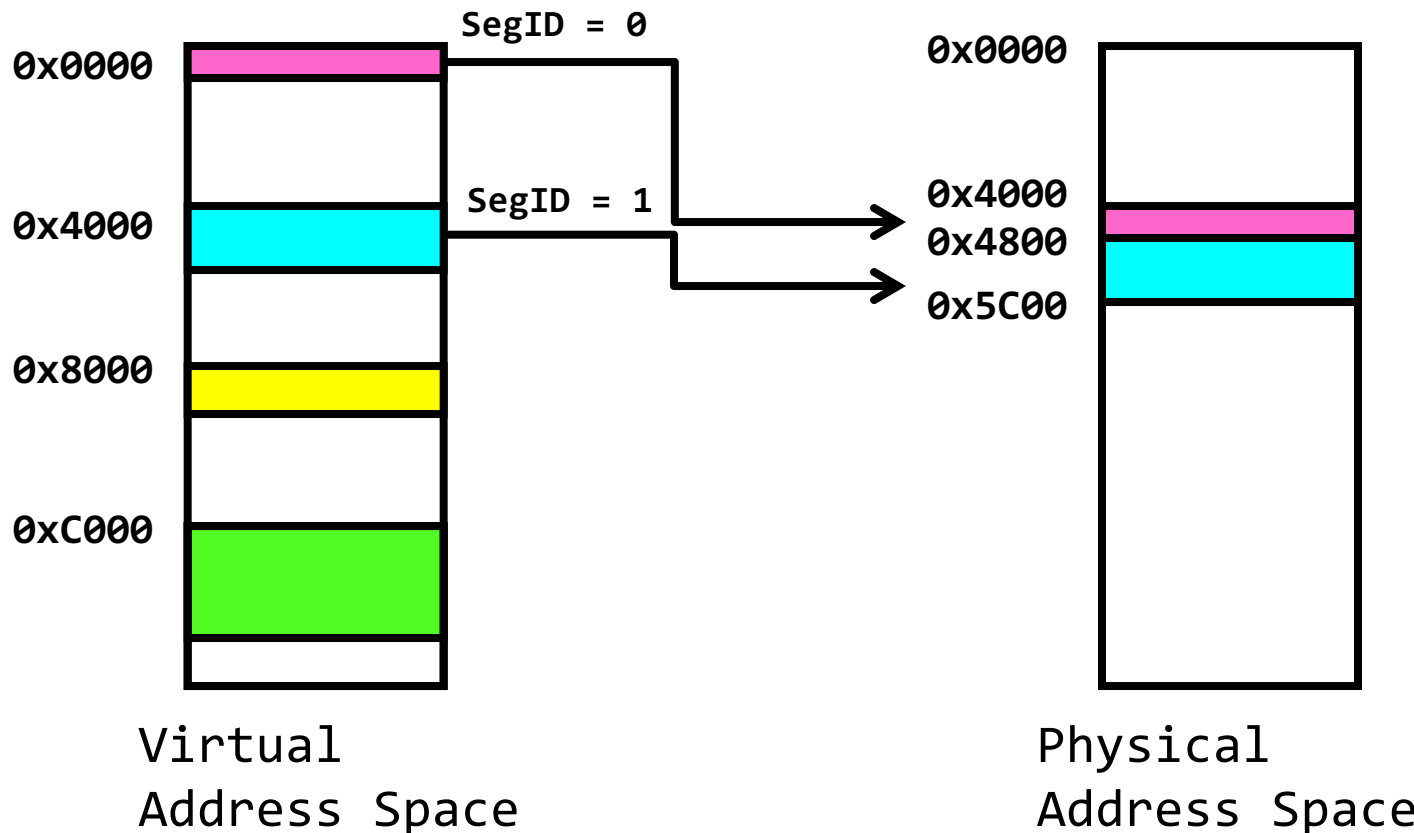 SegID = 0
0x0000
0x0000
0x4000
SegID = 1
0x4000
0x4800
0x5C00
0x8000
0xC000
Virtual
Address Space
Physical
Address Space